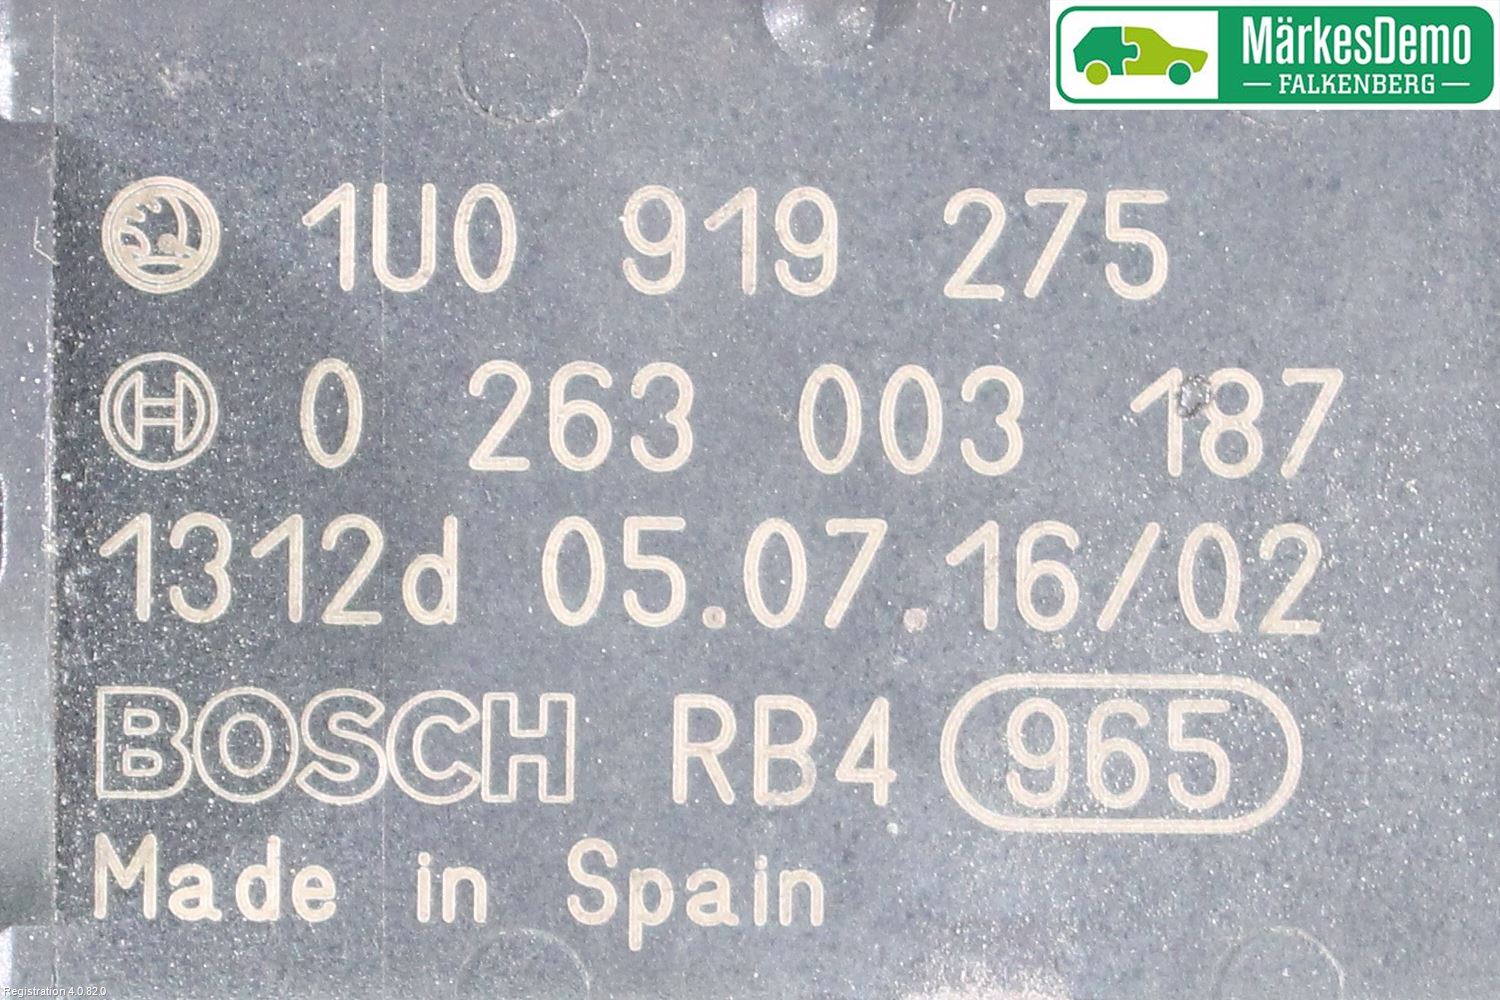 MärkesDemo
FALKENBERG
1U0 919 275
0 263 003 187
1312d 05.07.16/02
BOSCH RB4 965
Made in Spain
Registration 4.0.82.0